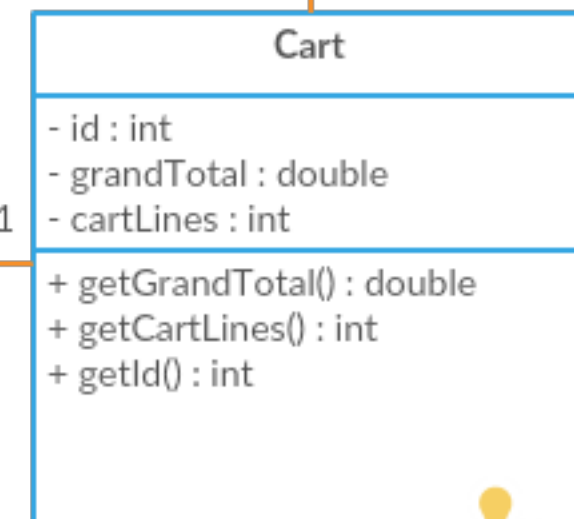 Cart
- id : int
- grandTotal : double
1
- cartLines : int
+ getGrandTotal() : double
+ getCartLines() : int
+ getId() : int